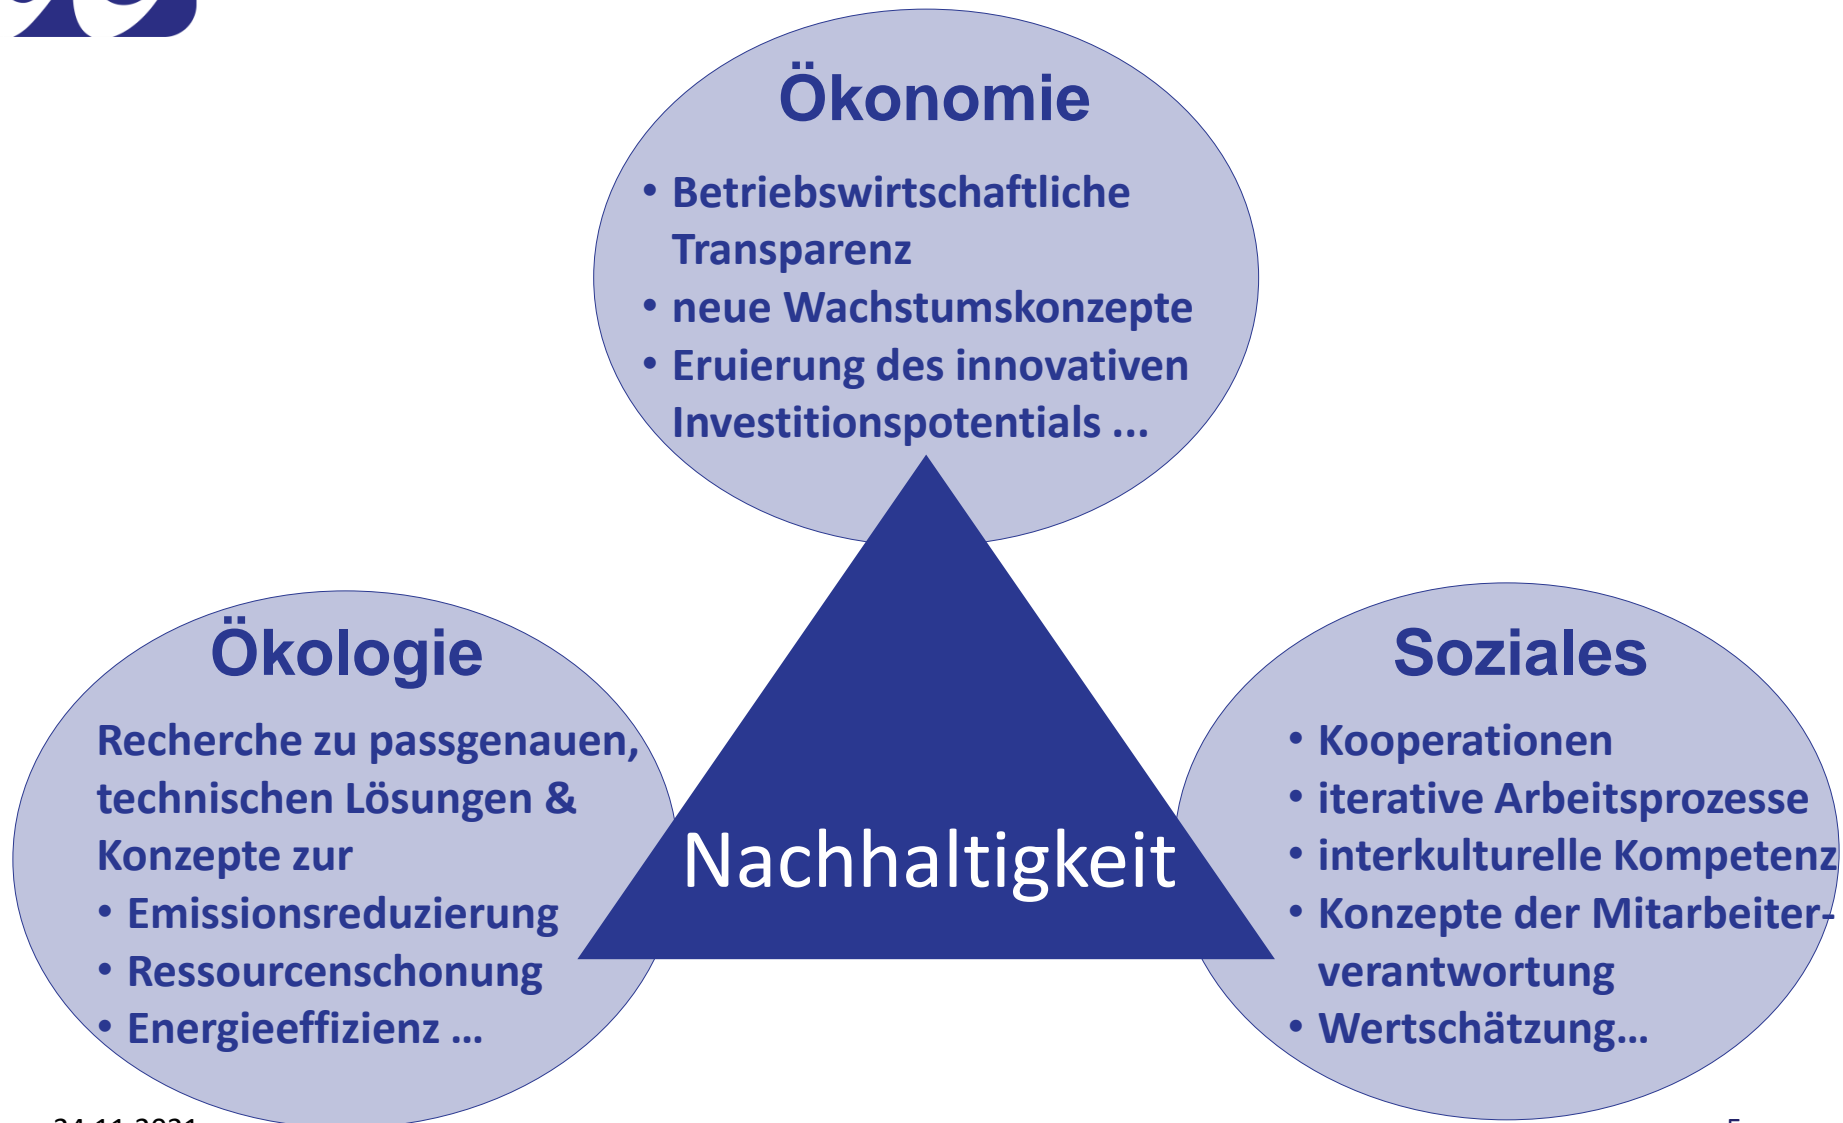 Ökonomie
• Betriebswirtschaftliche
Transparenz
• neue Wachstumskonzepte
• Eruierung des innovativen
Investitionspotentials ...
Ökologie
Recherche zu passgenauen,
technischen Lösungen &
Konzepte zur
• Emissionsreduzierung
• Ressourcenschonung
• Energieeffizienz ...
Nachhaltigkeit
Soziales
• Kooperationen
• iterative Arbeitsprozesse
• interkulturelle Kompetenz
• Konzepte der Mitarbeiter-
verantwortung
• Wertschätzung...